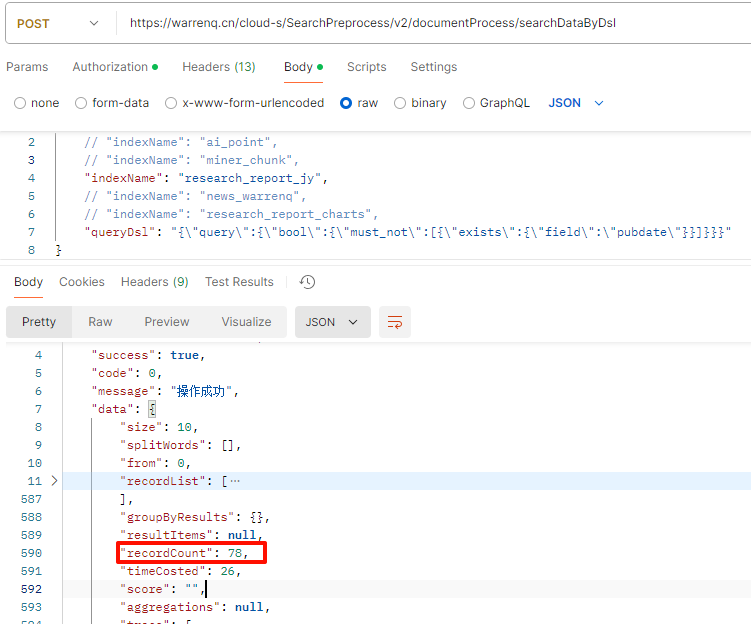 POST https://warrenq.cn/cloud-s/SearchPreprocess/v2/documentProcess/searchDataByDsl
Params Authorization Headers (13) Body Scripts Settings
none form-data x-www-form-urlencoded raw binary GraphQL JSON
2 // "indexName": "ai_point",
3 // "indexName": "miner_chunk",
4 "indexName": "research_report_jy",
5 // "indexName": "news_warrenq",
6 // "indexName": "research_report_charts",
7 "queryDsl": "{\"query\":{\"bool\":{\"must_not\":[{\"exists\":{\"field\":\"pubdate\"}}]}}}"
8 }
Body Cookies Headers (9) Test Results
Pretty Raw Preview Visualize JSON
4 "success": true,
5 "code": 0,
6 "message": "操作成功",
7 "data": {
8 "size": 10,
9 "splitWords": [],
10 "from": 0,
11 "recordList": [ ···
587 ],
588 "groupByResults": {},
589 "resultItems": null,
590 "recordCount": 78,
591 "timeCosted": 26,
592 "score": "",
593 "aggregations": null,